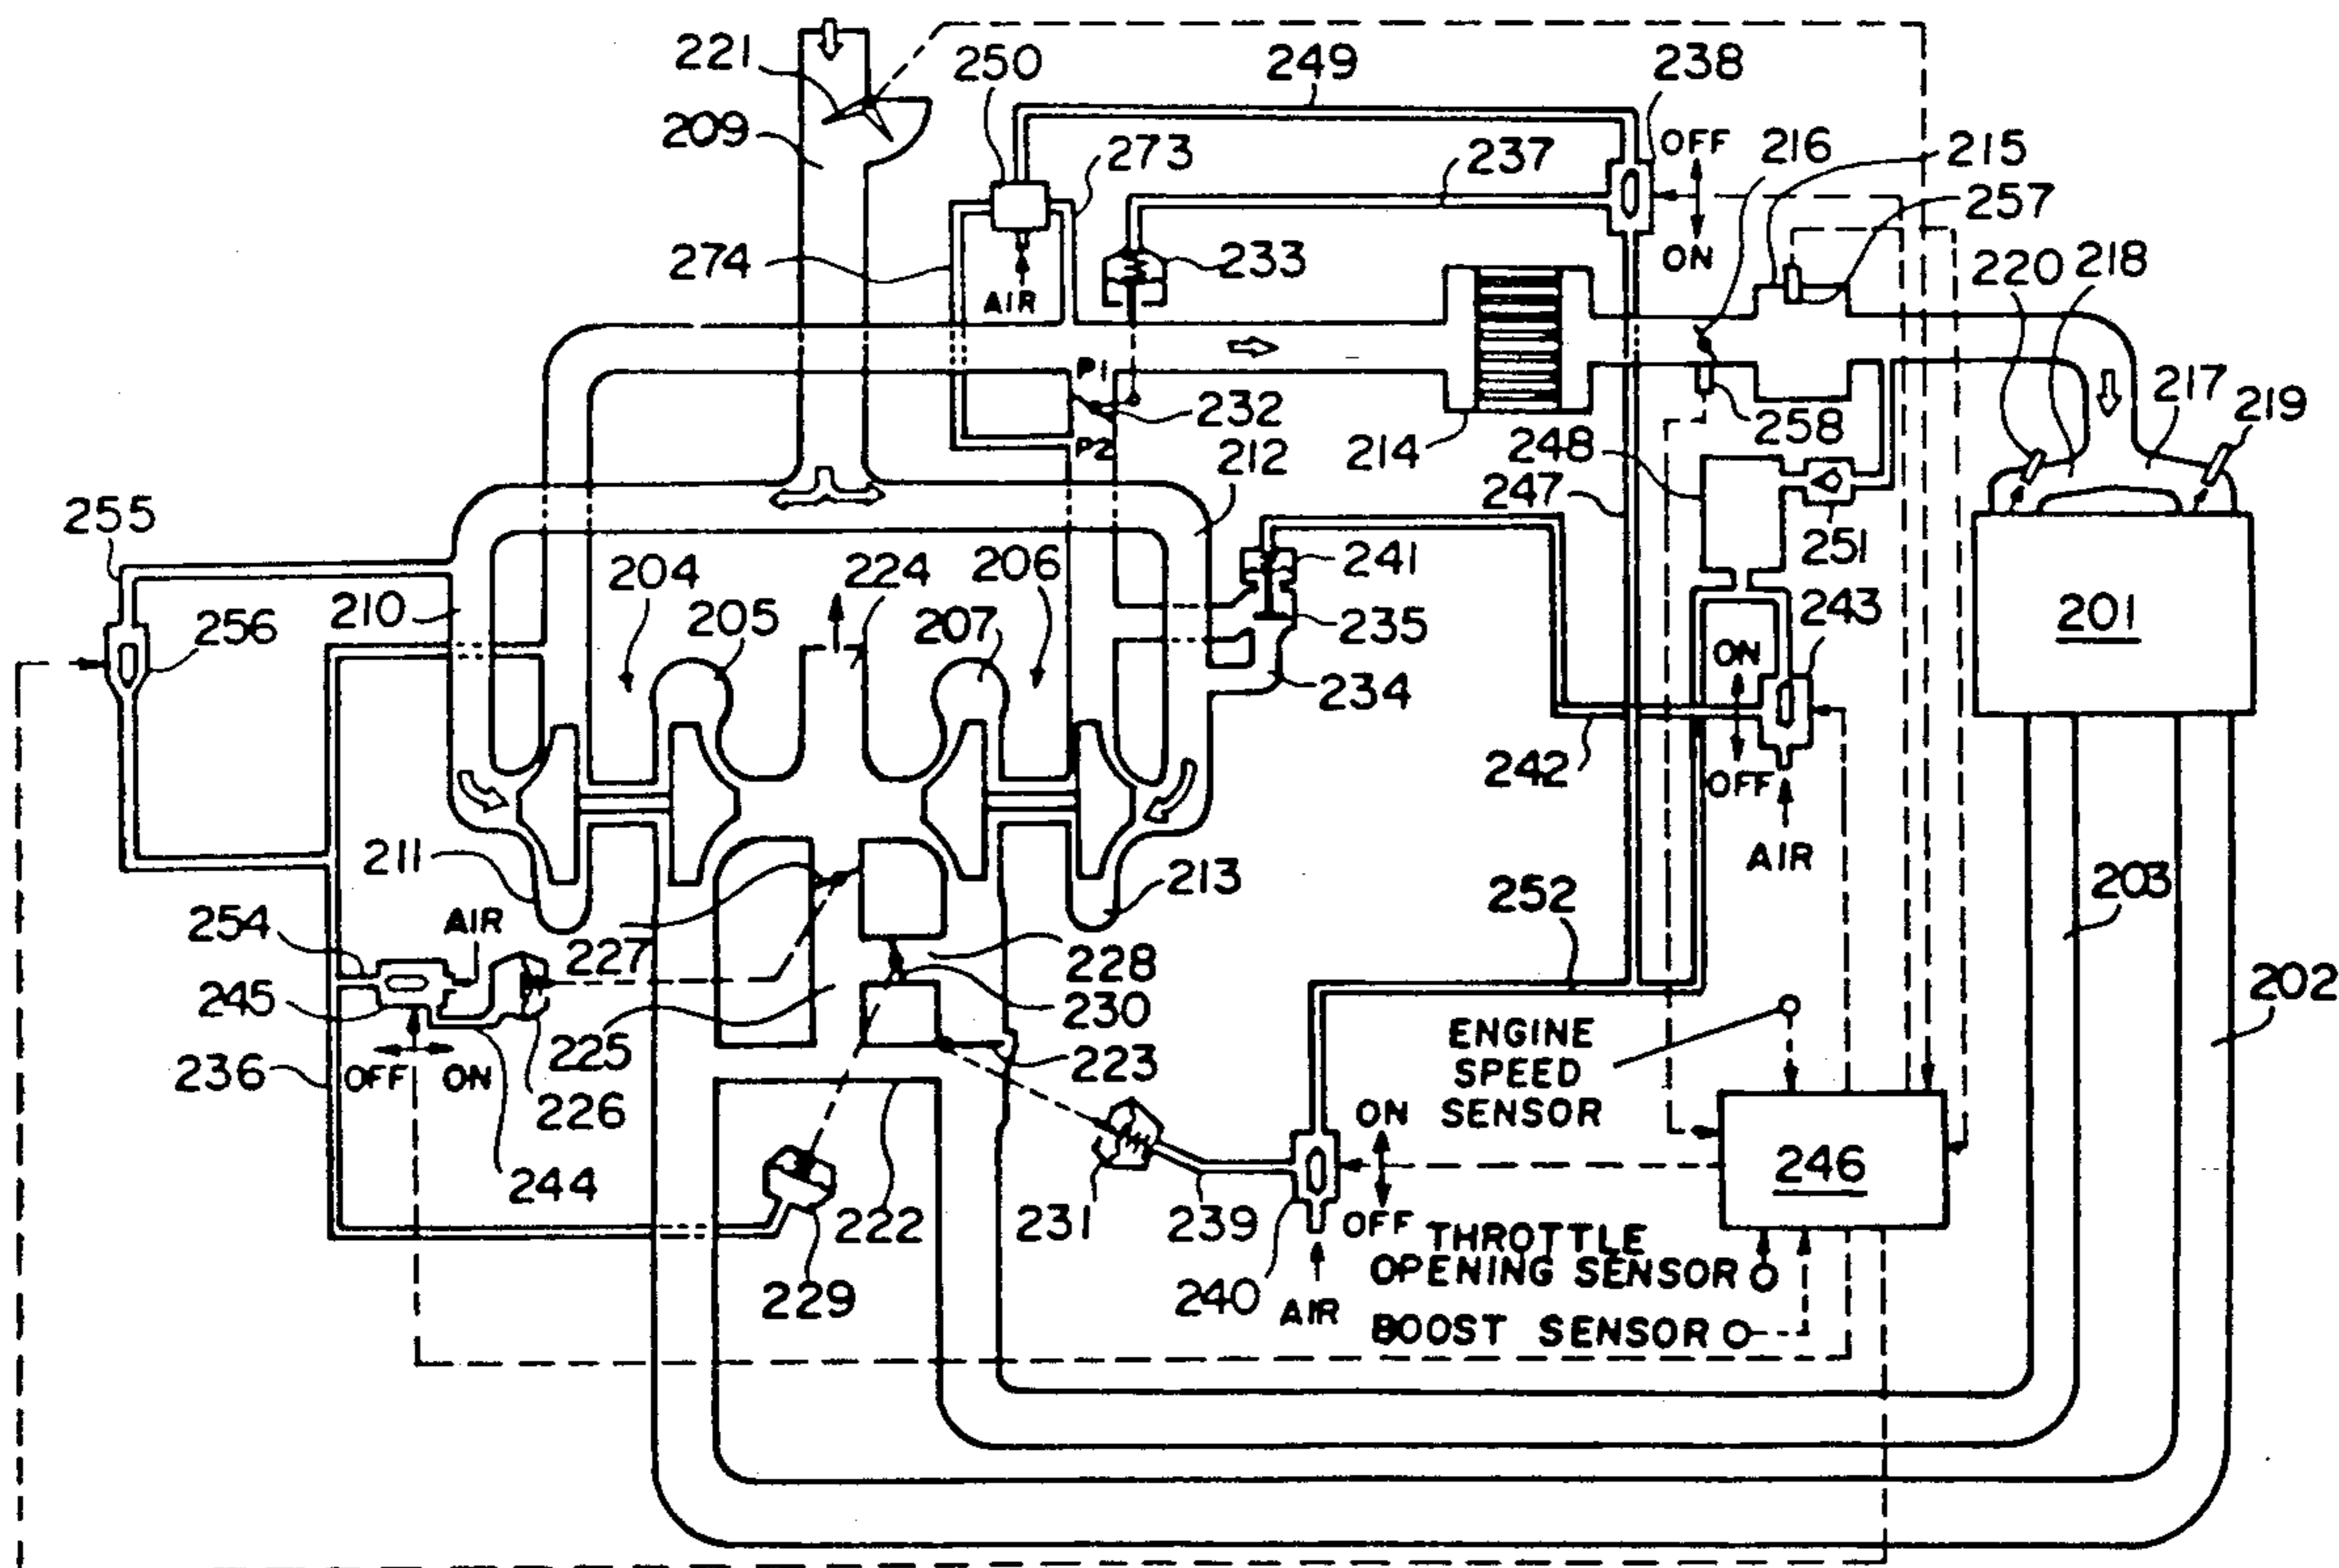 221
250
249
238
209
273
237
OFF
216
215
257
274
AIR
233
ON
220
218
P1
232
P2
217
219
214
248
258
212
255
204
224
206
241
247
251
243
210
256
205
207
235
ON
201
234
242
OFF
211
213
AIR
252
203
254
AIR
227
228
245
225
230
202
236
OFF
ON
226
223
ENGINE
SPEED
SENSOR
ON
244
222
231
239
OFF
246
229
240
AIR
THROTTLE
OPENING SENSOR
BOOST SENSOR